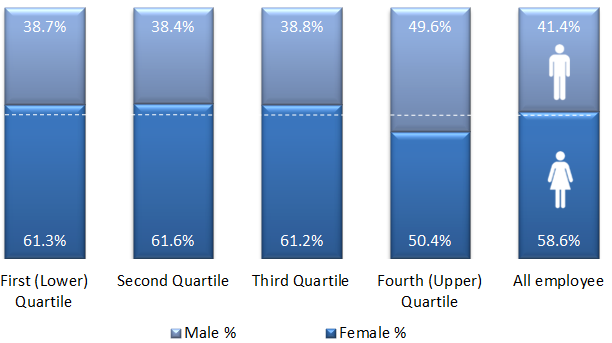 38.7% 38.4% 38.8% 49.6% 41.4%
61.3% 61.6% 61.2% 50.4% 58.6%
First (Lower) Quartile
Second Quartile
Third Quartile
Fourth (Upper) Quartile
All employee
Male % Female %